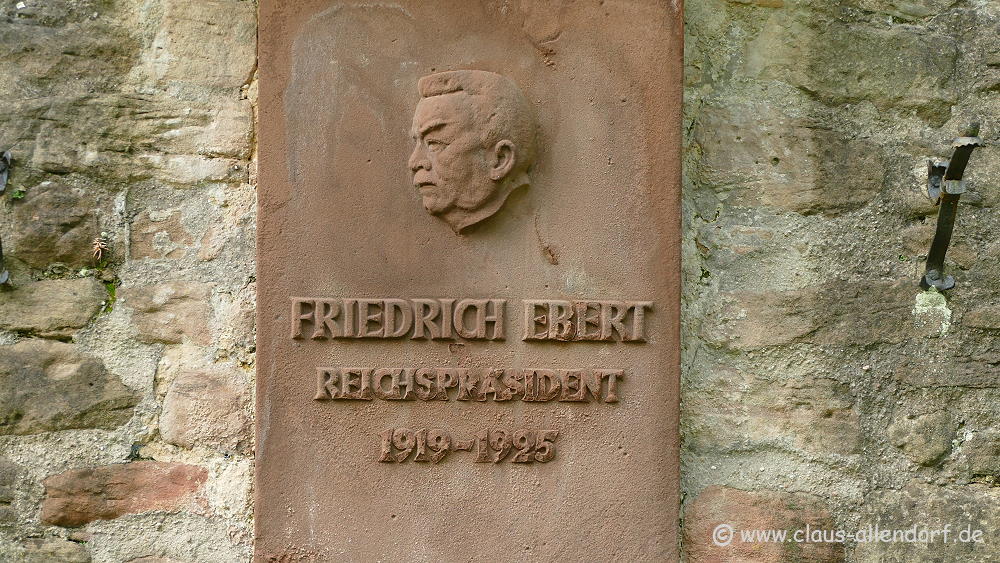 FRIEDRICH EBERT
REICHSPRÄSIDENT
1919-1925
© www.claus-allendorf.de